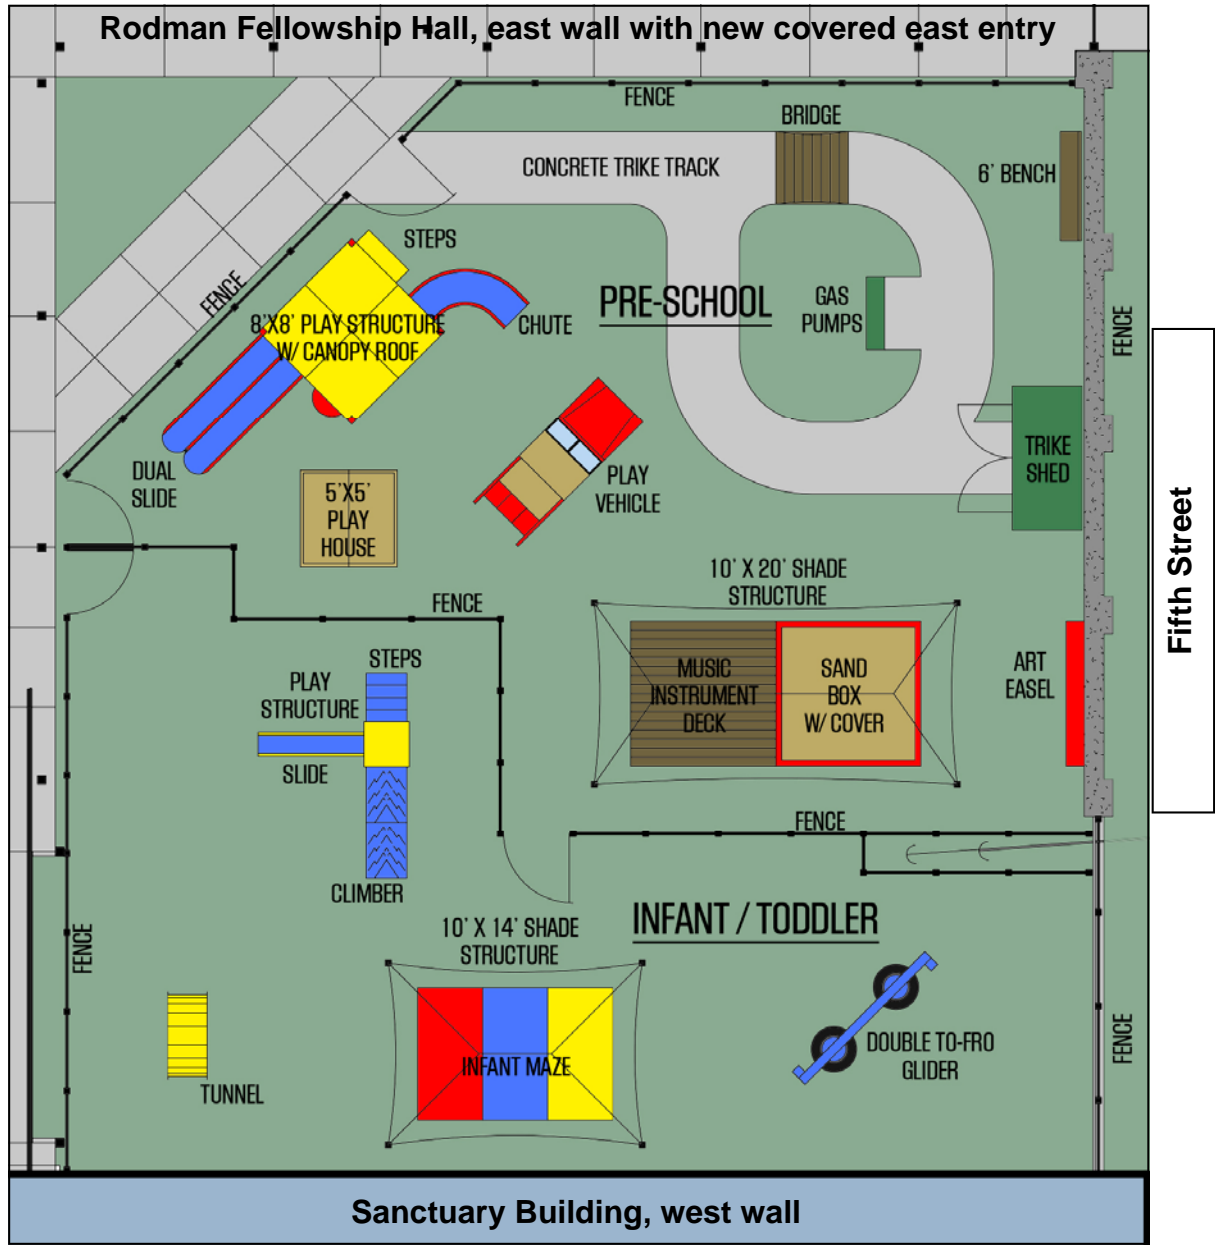 Rodman Fellowship Hall, east wall with new covered east entry
FENCE
BRIDGE
CONCRETE TRIKE TRACK
6' BENCH
STEPS
FENCE
8'X8' PLAY STRUCTURE
W/ CANOPY ROOF
CHUTE
PRE-SCHOOL
GAS
PUMPS
FENCE
DUAL
SLIDE
5'X5'
PLAY
HOUSE
PLAY
VEHICLE
TRIKE
SHED
Fifth Street
10' X 20' SHADE
STRUCTURE
FENCE
MUSIC
INSTRUMENT
DECK
SAND
BOX
W/ COVER
ART
EASEL
STEPS
PLAY
STRUCTURE
SLIDE
CLIMBER
FENCE
INFANT / TODDLER
10' X 14' SHADE
STRUCTURE
FENCE
INFANT MAZE
DOUBLE TO-FRO
GLIDER
FENCE
TUNNEL
Sanctuary Building, west wall